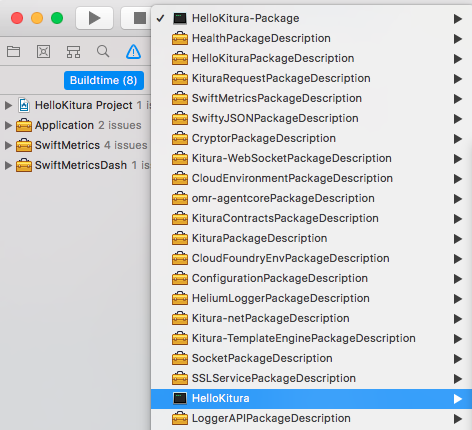 Buildtime (8)
HelloKitura Project 1 is
Application 2 issues
SwiftMetrics 4 issues
SwiftMetricsDash 1 iss
HelloKitura-Package
HealthPackageDescription
HelloKituraPackageDescription
KituraRequestPackageDescription
SwiftMetricsPackageDescription
SwiftyJSONPackageDescription
CryptorPackageDescription
Kitura-WebSocketPackageDescription
CloudEnvironmentPackageDescription
omr-agentcorePackageDescription
KituraContractsPackageDescription
KituraPackageDescription
CloudFoundryEnvPackageDescription
ConfigurationPackageDescription
HeliumLoggerPackageDescription
Kitura-netPackageDescription
Kitura-TemplateEnginePackageDescription
SocketPackageDescription
SSLServicePackageDescription
HelloKitura
LoggerAPIPackageDescription